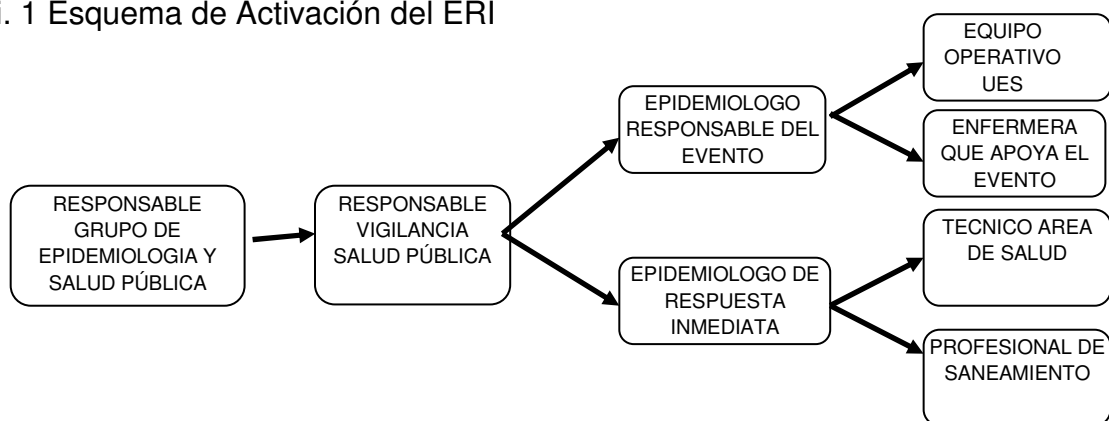 i. 1 Esquema de Activación del ERI
EQUIPO
OPERATIVO
UES
EPIDEMIOLOGO
RESPONSABLE DEL
EVENTO
ENFERMERA
QUE APOYA EL
EVENTO
RESPONSABLE
GRUPO DE
EPIDEMIOLOGIA Y
SALUD PÚBLICA
RESPONSABLE
VIGILANCIA
SALUD PÚBLICA
TECNICO AREA
DE SALUD
EPIDEMIOLOGO DE
RESPUESTA
INMEDIATA
PROFESIONAL DE
SANEAMIENTO